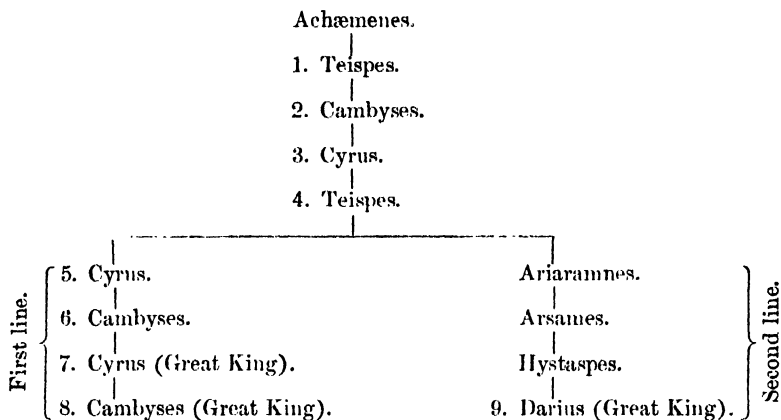 Achæmenes.
1. Teispes.
2. Cambyses.
3. Cyrus.
4. Teispes.
First line.
5. Cyrus.
6. Cambyses.
7. Cyrus (Great King).
8. Cambyses (Great King).
Ariaramnes.
Arsames.
Hystaspes.
9. Darius (Great King).
Second line.